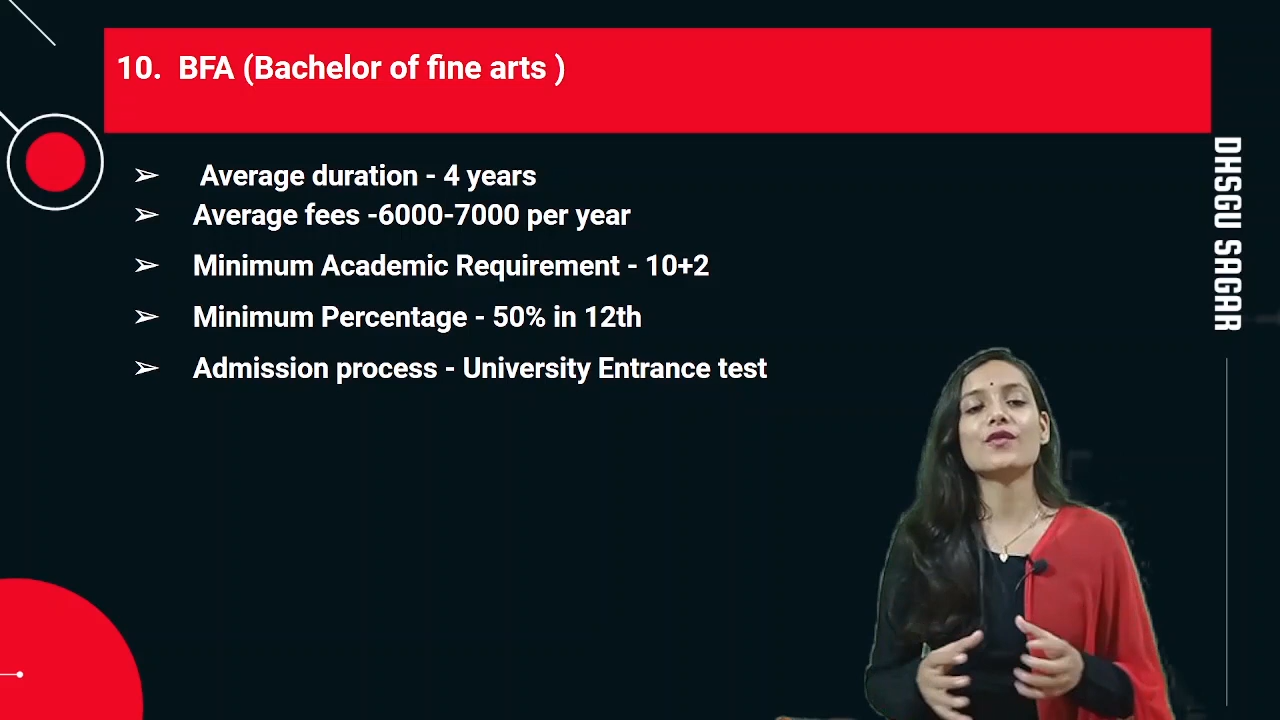 10. BFA (Bachelor of fine arts )
➢ Average duration - 4 years
➢ Average fees -6000-7000 per year
➢ Minimum Academic Requirement - 10+2
➢ Minimum Percentage - 50% in 12th
➢ Admission process - University Entrance test
DHSGU SAGAR